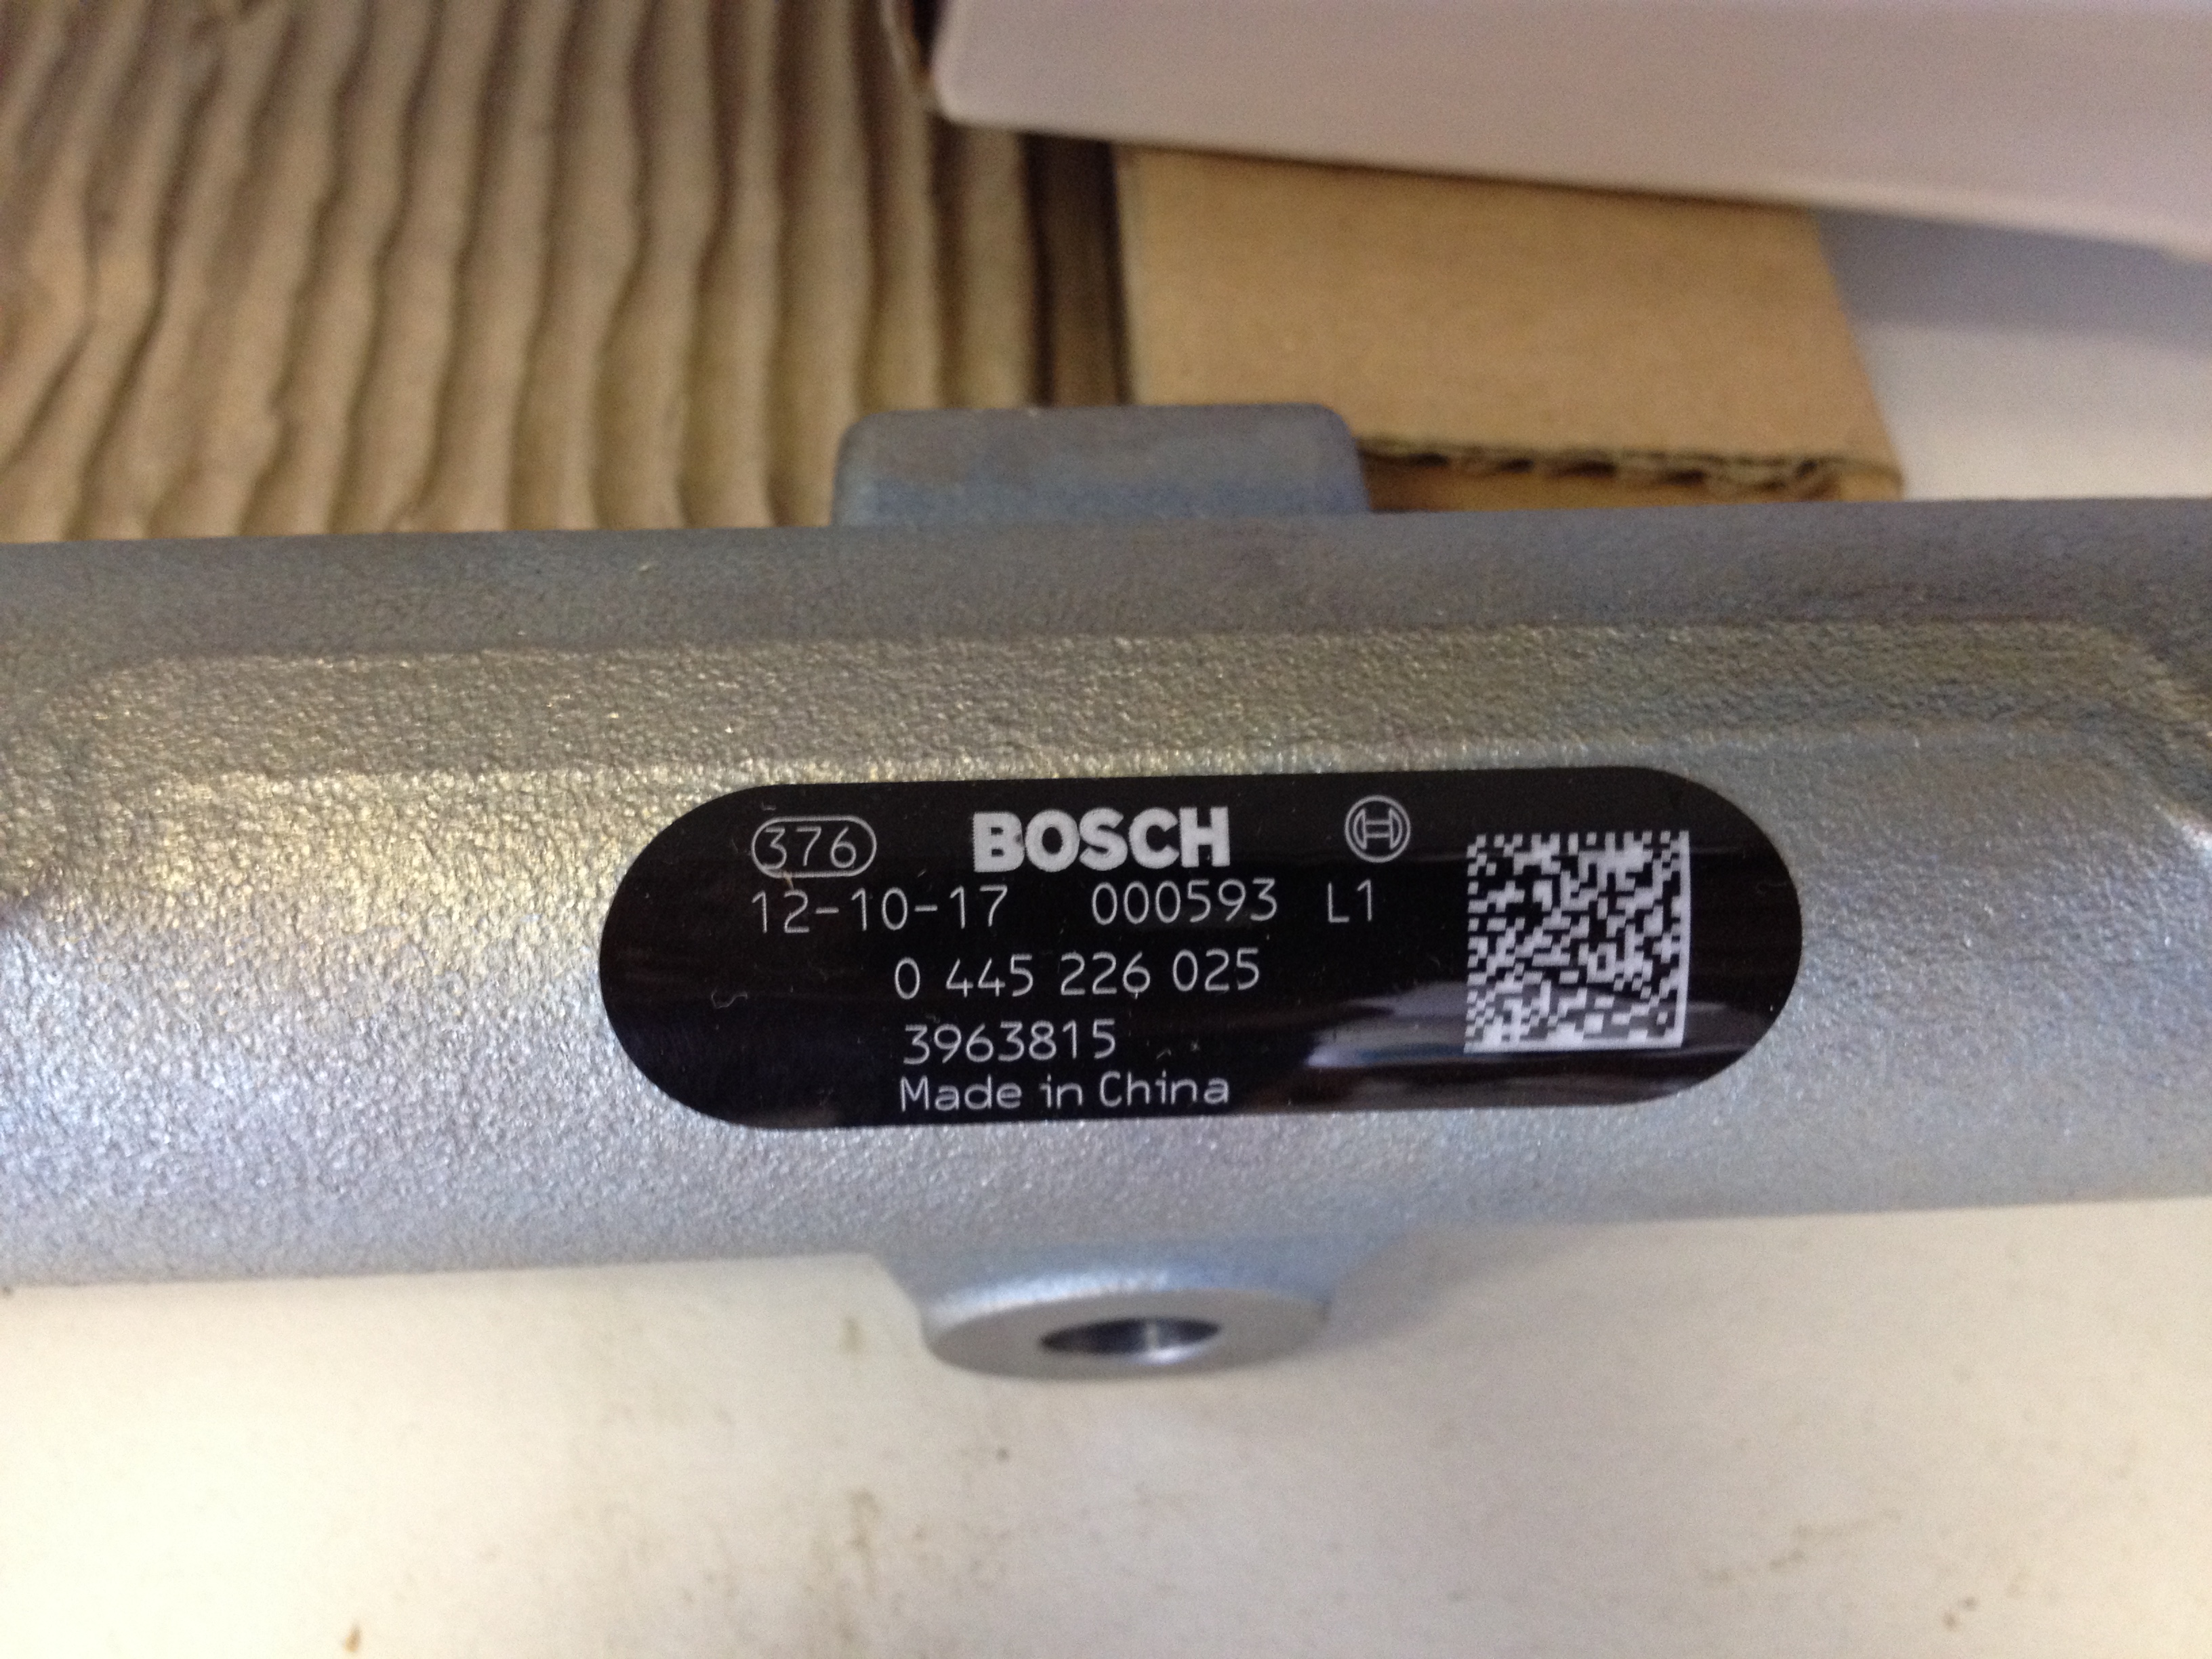 376 BOSCH
12-10-17 000593 L1
0 445 226 025
3963815
Made in China